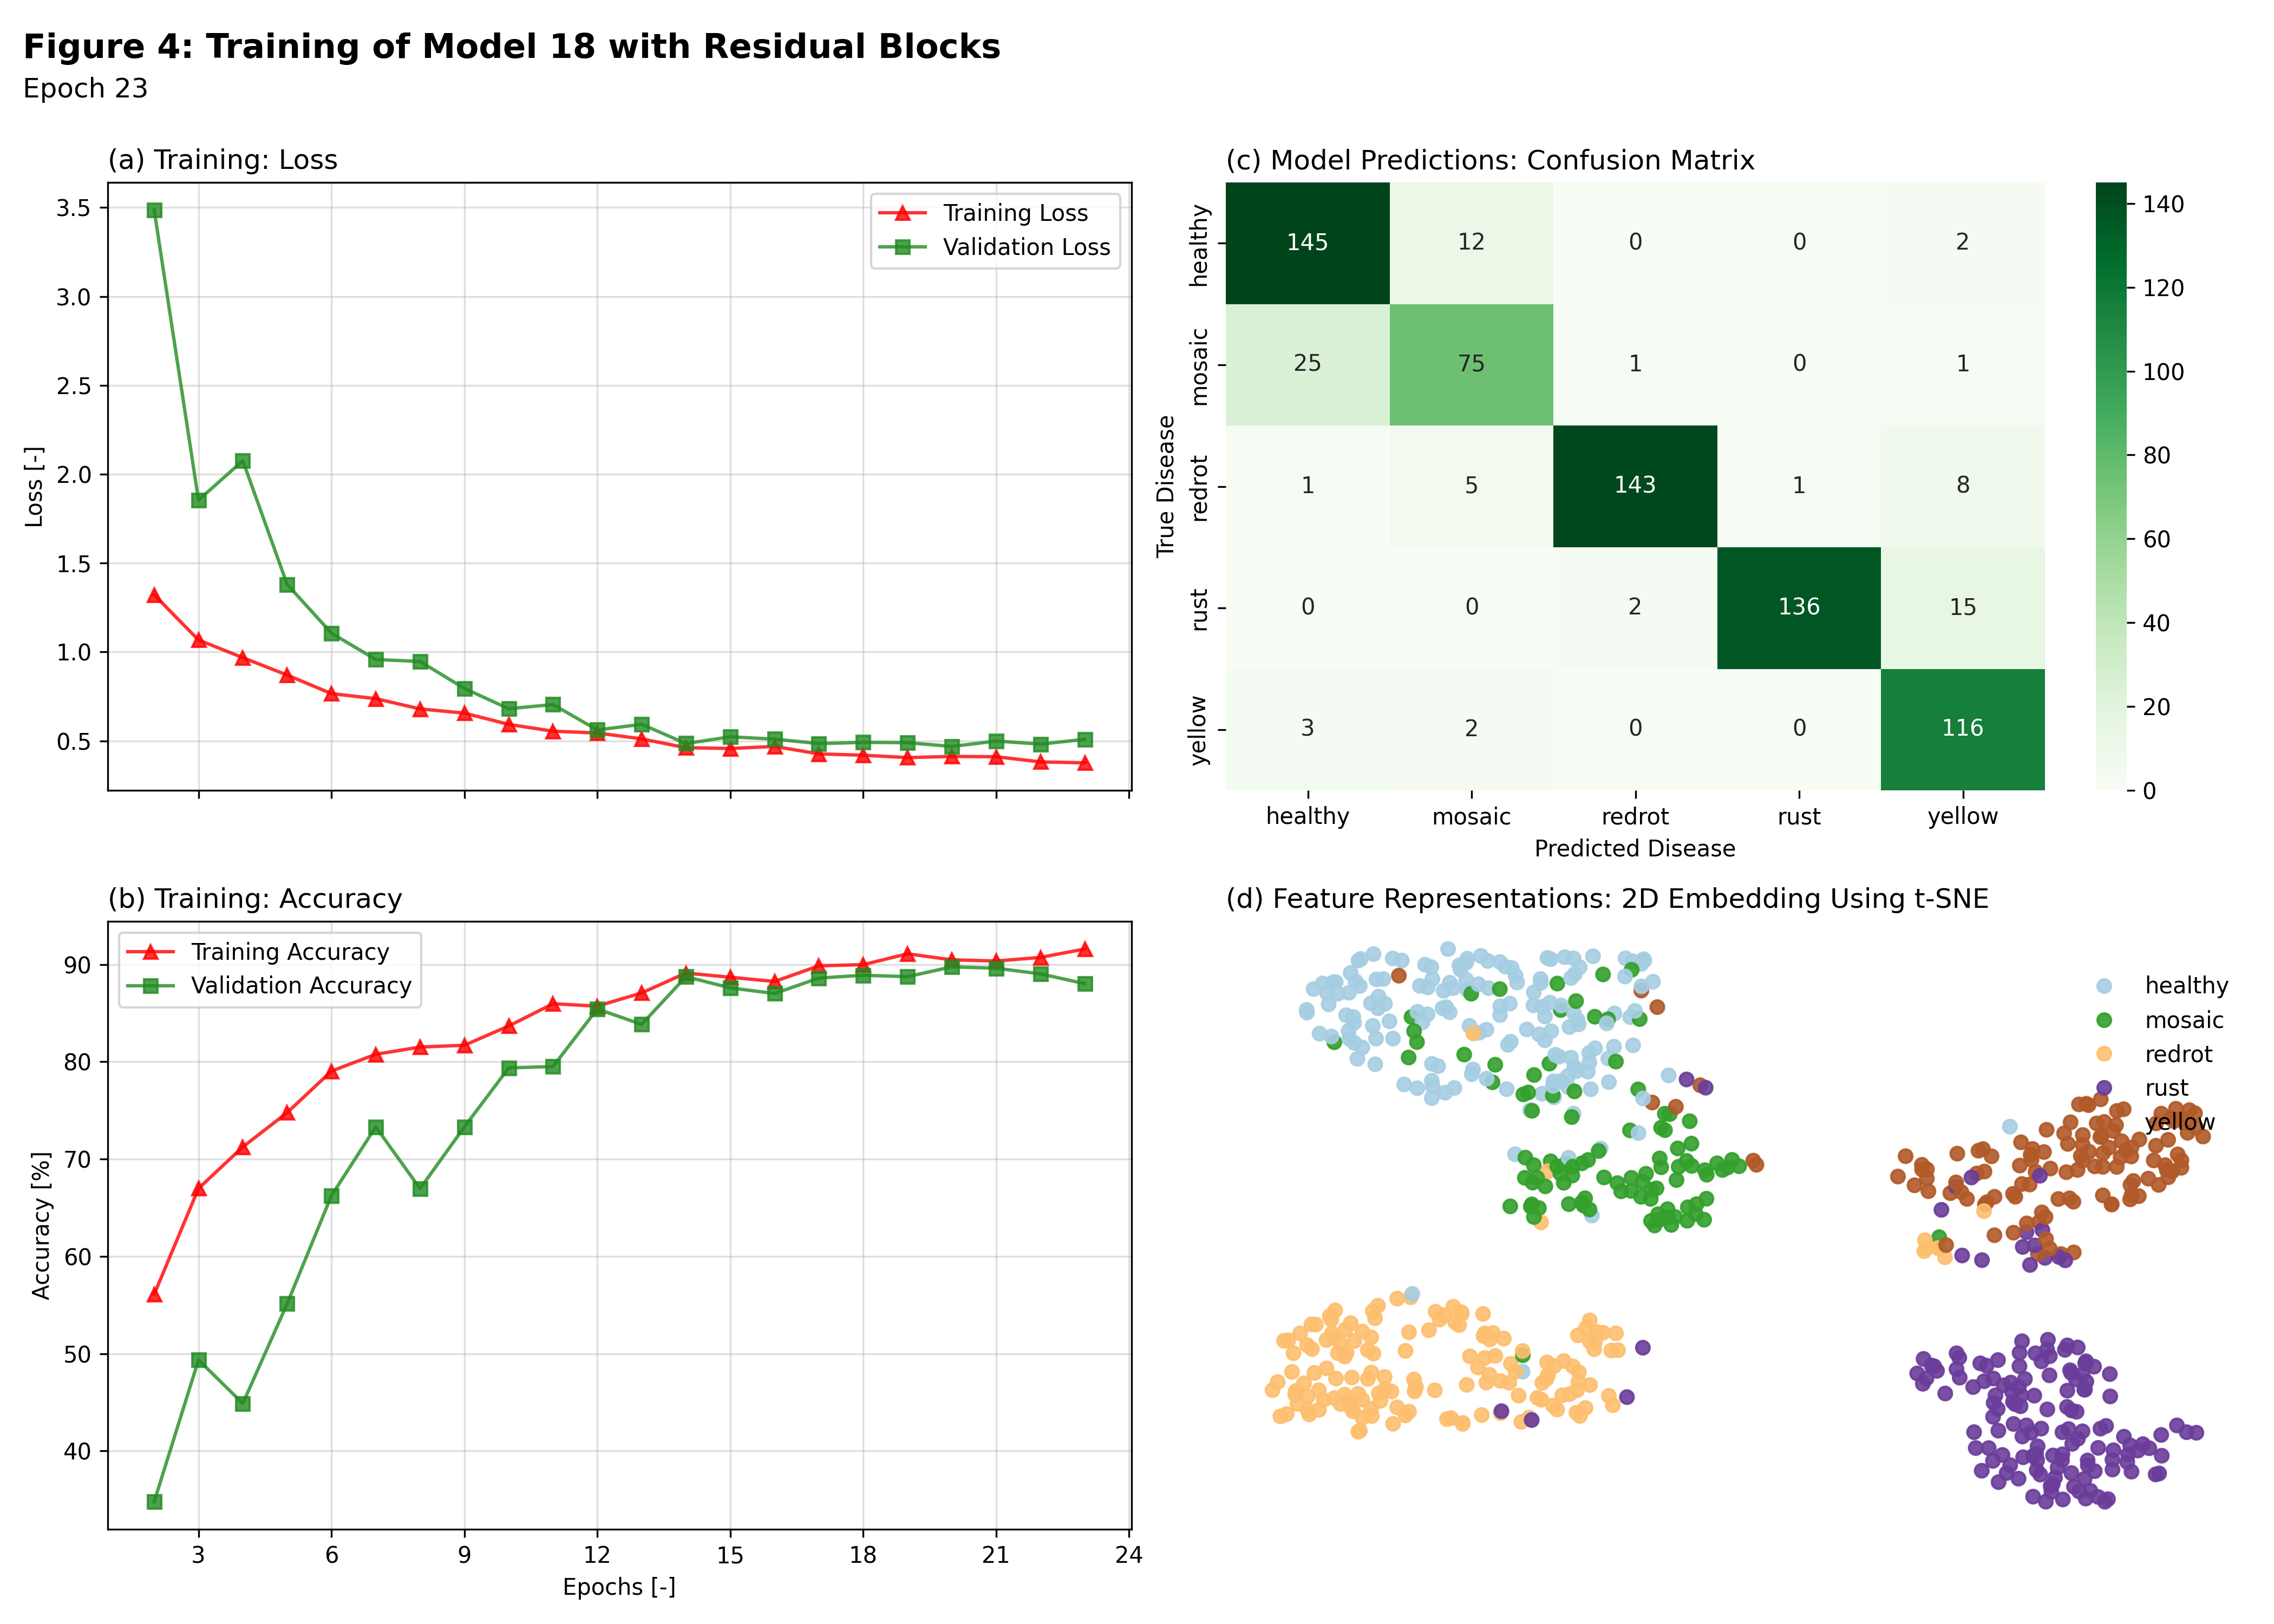 Figure 4: Training of Model 18 with Residual Blocks
Epoch 23
(a) Training: Loss
Training Loss
Validation Loss
3.5
3.0
2.5
2.0
1.5
1.0
0.5
Loss [-]
(b) Training: Accuracy
Training Accuracy
Validation Accuracy
90
80
70
60
50
40
Accuracy [%]
3 6 9 12 15 18 21 24
Epochs [-]
(c) Model Predictions: Confusion Matrix
True Disease
healthy 145 12 0 0 2
mosaic 25 75 1 0 1
redrot 1 5 143 1 8
rust 0 0 2 136 15
yellow 3 2 0 0 116
healthy mosaic redrot rust yellow
Predicted Disease
140
120
100
80
60
40
20
0
(d) Feature Representations: 2D Embedding Using t-SNE
healthy
mosaic
redrot
rust
yellow